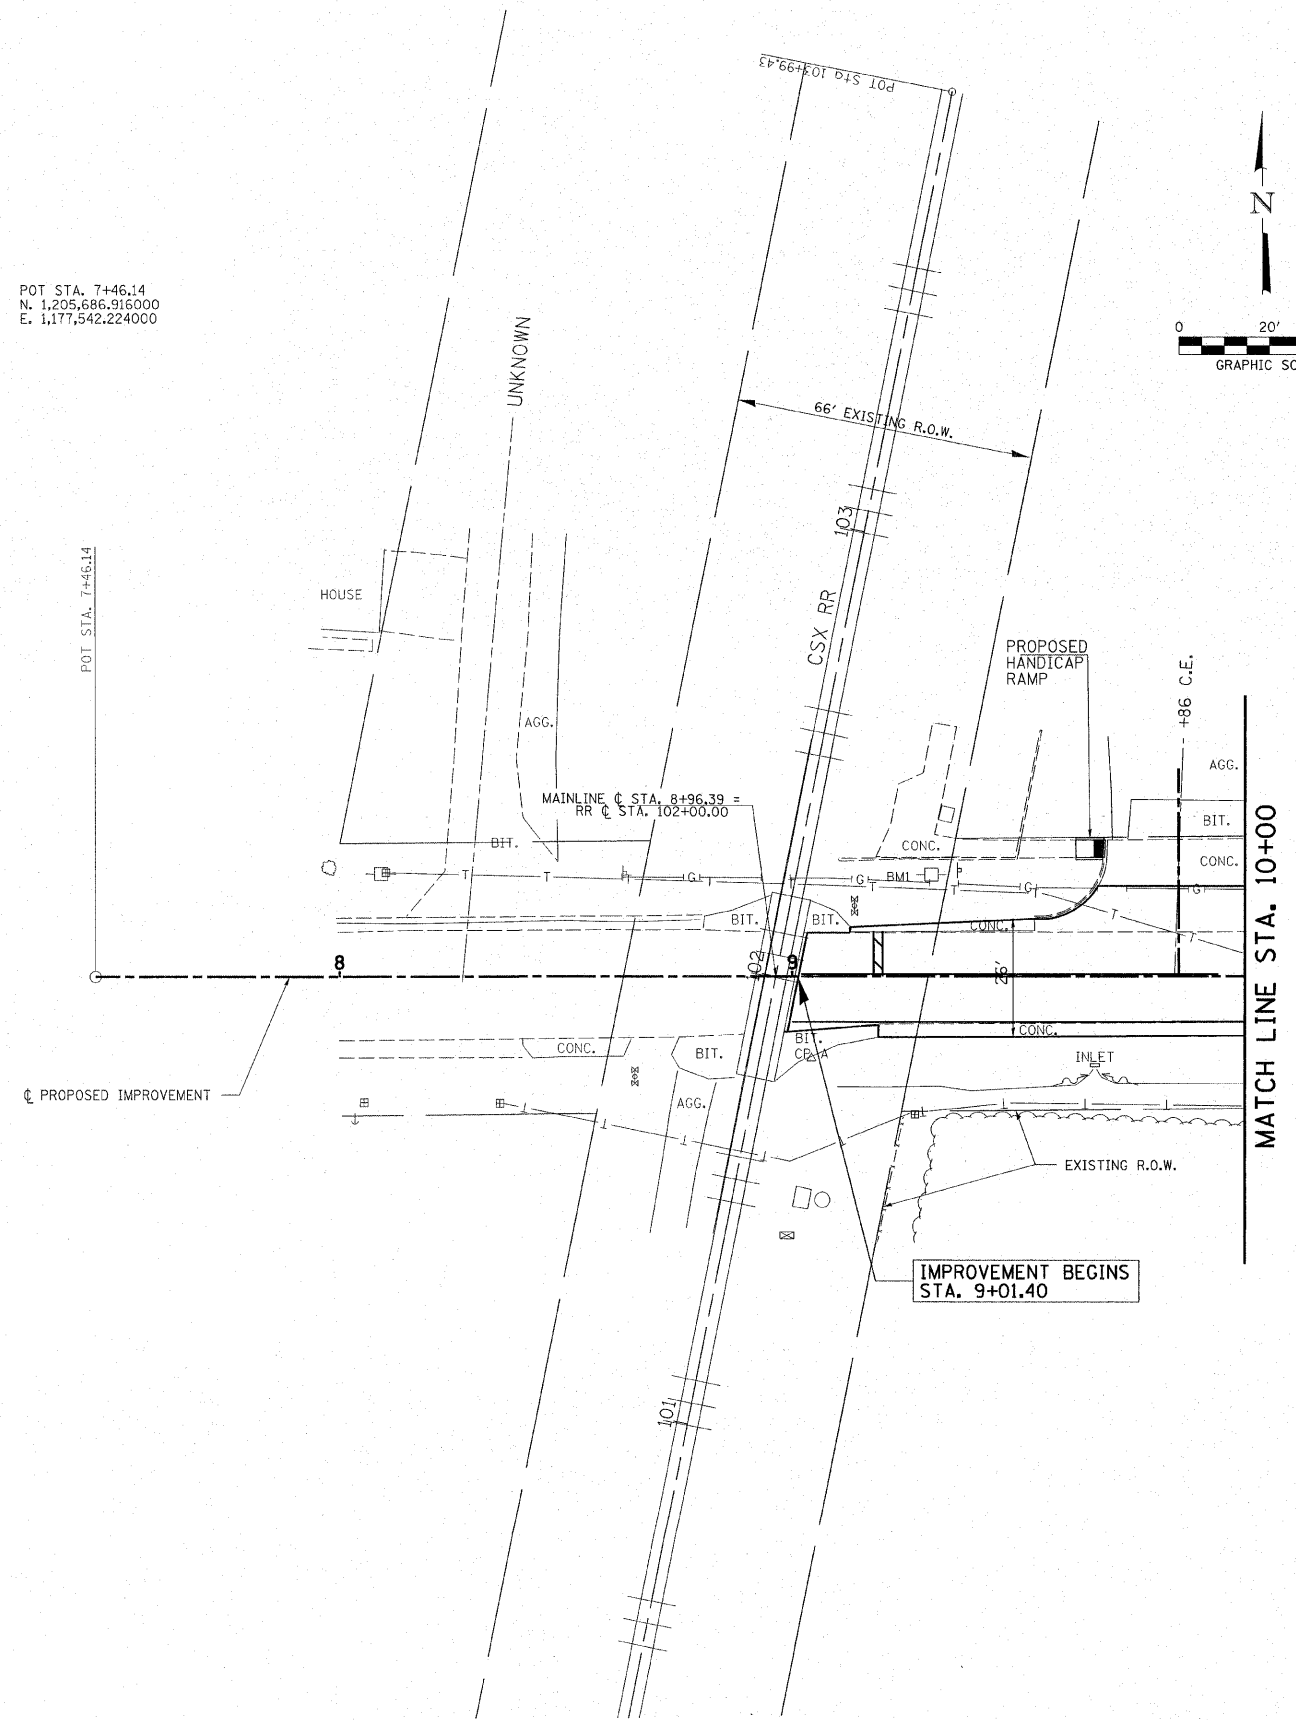 POT Sta 103+99.43
N
0 20'
GRAPHIC SC
POT STA. 7+46.14
N. 1,205,686.916000
E. 1,177,542.224000
UNKNOWN
66' EXISTING R.O.W.
103
POT STA. 7+46.14
HOUSE
CSX RR
PROPOSED
HANDICAP
RAMP
+86 C.E.
AGG.
AGG.
MAINLINE ℄ STA. 8+96.39 =
RR ℄ STA. 102+00.00
BIT.
BIT.
CONC.
CONC.
T T G T G T BM1 T G T G T
BIT.
BIT.
CONC.
MATCH LINE STA. 10+00
8
102
9
26'
CONC.
BIT.
BIT.
CONC.
CP A
INLET
℄ PROPOSED IMPROVEMENT
AGG.
EXISTING R.O.W.
IMPROVEMENT BEGINS
STA. 9+01.40
101